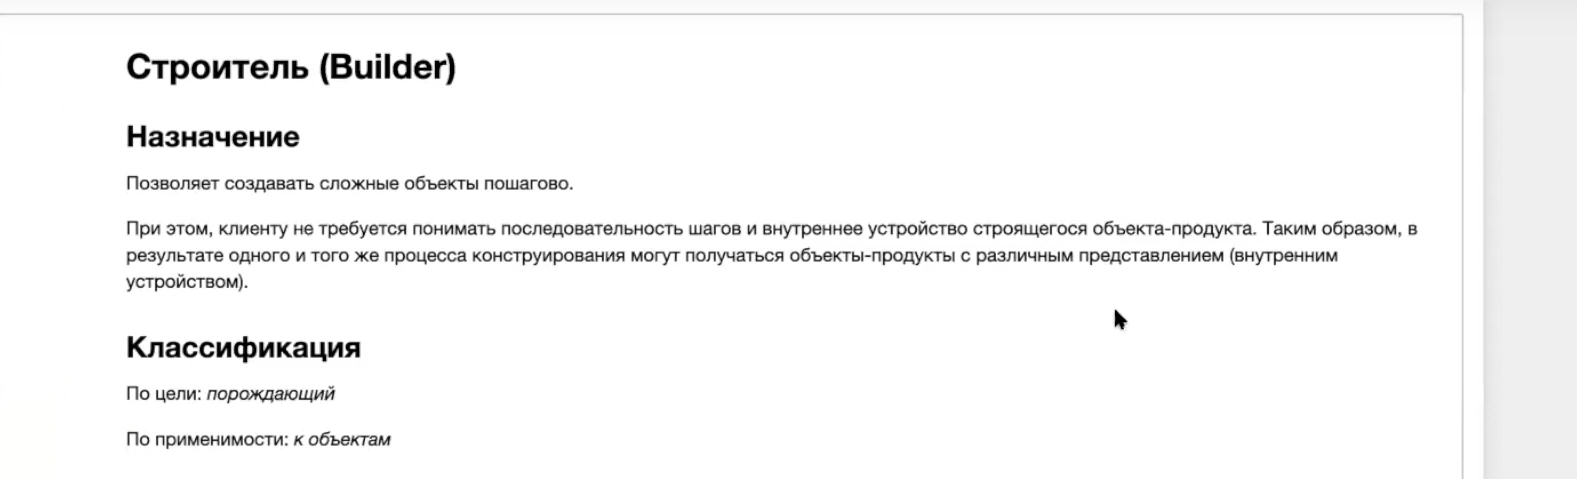 Строитель (Builder)
Назначение
Позволяет создавать сложные объекты пошагово.
При этом, клиенту не требуется понимать последовательность шагов и внутреннее устройство строящегося объекта-продукта. Таким образом, в
результате одного и того же процесса конструирования могут получаться объекты-продукты с различным представлением (внутренним
устройством).
Классификация
По цели: порождающий
По применимости: к объектам